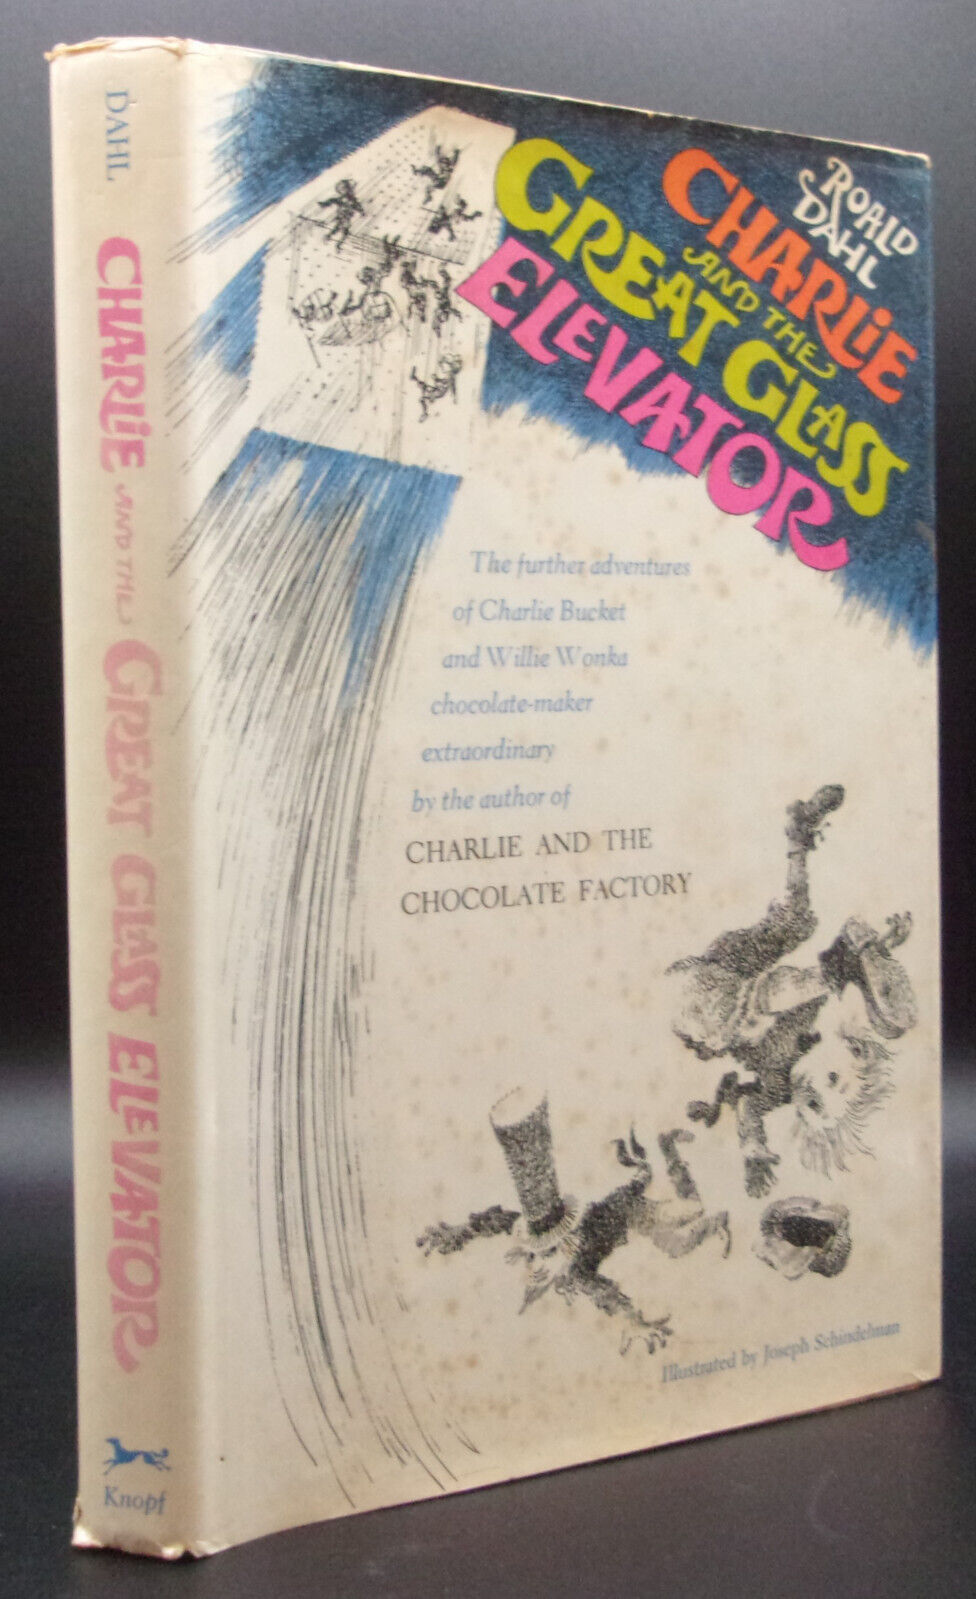 DAHL
CHARLIE AND THE GREAT GLASS ELEVATOR
Knopf
ROALD
DAHL
CHARLIE
AND THE
GREAT GLASS
ELEVATOR
The further adventures
of Charlie Bucket
and Willie Wonka
chocolate-maker
extraordinary
by the author of
CHARLIE AND THE
CHOCOLATE FACTORY
Illustrated by Joseph Schindelman